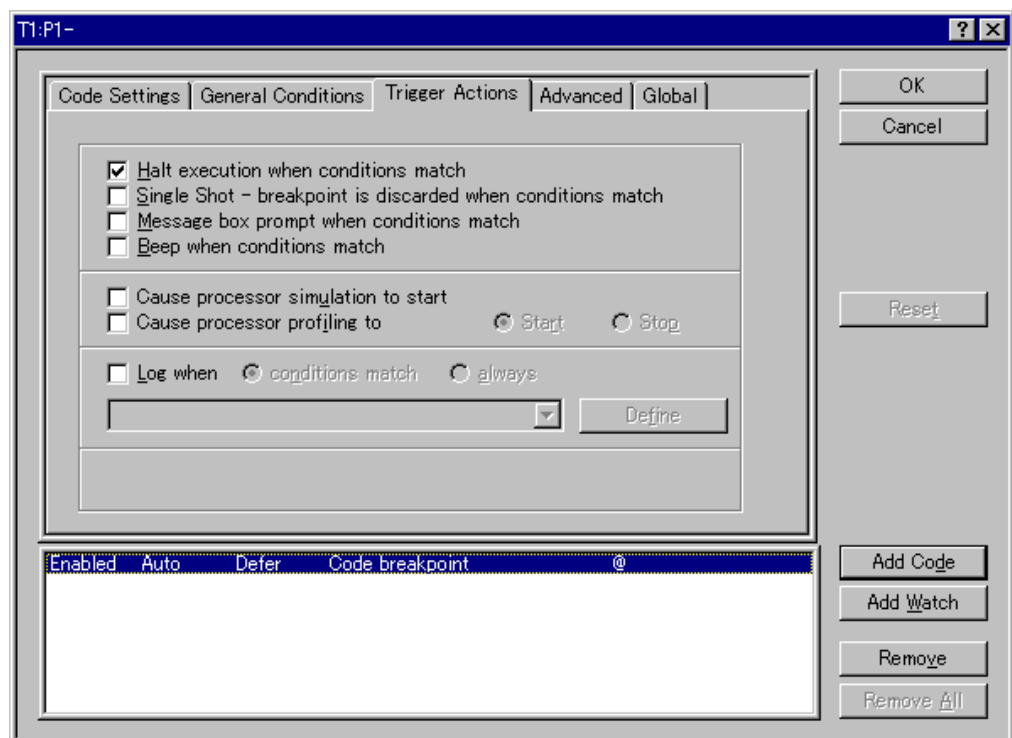 T1:P1-
Code Settings General Conditions Trigger Actions Advanced Global
OK
Cancel
Halt execution when conditions match
Single Shot - breakpoint is discarded when conditions match
Message box prompt when conditions match
Beep when conditions match
Cause processor simulation to start
Cause processor profiling to Start Stop
Reset
Log when conditions match always
Define
Enabled Auto Defer Code breakpoint @
Add Code
Add Watch
Remove
Remove All